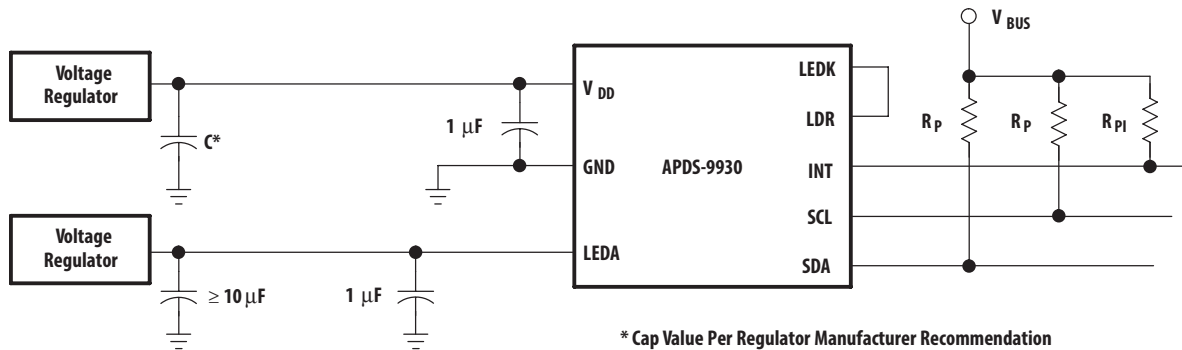 V BUS
Voltage
Regulator
C*
1 µF
V DD
GND
LEDA
APDS-9930
LEDK
LDR
INT
SCL
SDA
R P
R P
R PI
Voltage
Regulator
≥ 10 µF
1 µF
* Cap Value Per Regulator Manufacturer Recommendation